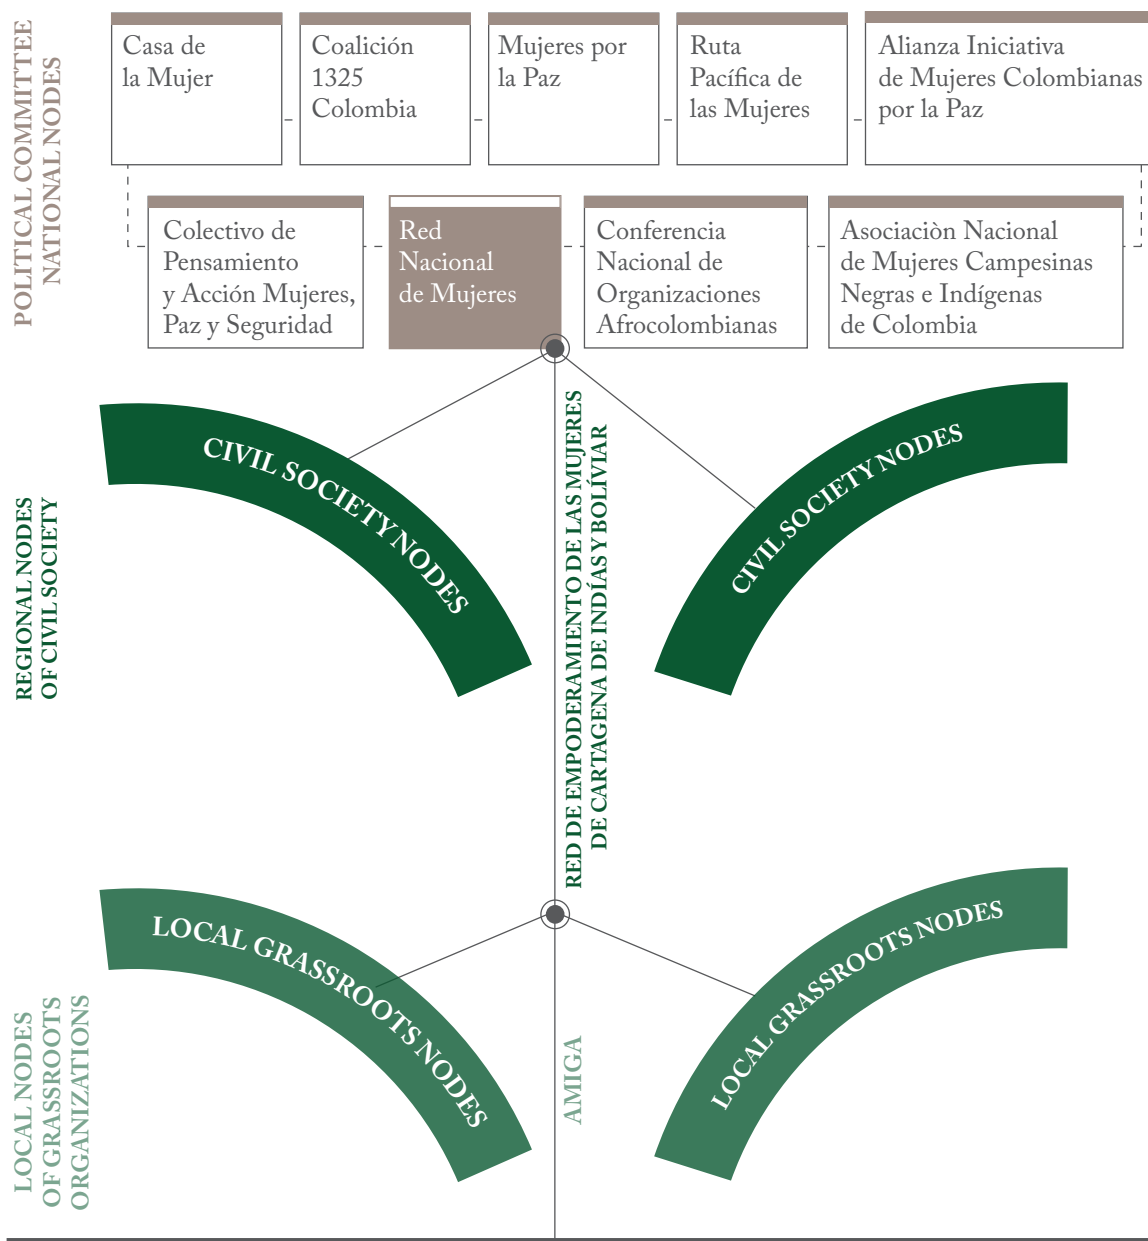 POLITICAL COMMITTEE
NATIONAL NODES
Casa de
la Mujer
Coalición
1325
Colombia
Mujeres por
la Paz
Ruta
Pacífica de
las Mujeres
Alianza Iniciativa
de Mujeres Colombianas
por la Paz
Colectivo de
Pensamiento
y Acción Mujeres,
Paz y Seguridad
Red
Nacional
de Mujeres
Conferencia
Nacional de
Organizaciones
Afrocolombianas
Asociaciòn Nacional
de Mujeres Campesinas
Negras e Indígenas
de Colombia
REGIONAL NODES
OF CIVIL SOCIETY
CIVIL SOCIETY NODES
RED DE EMPODERAMIENTO DE LAS MUJERES
DE CARTAGENA DE INDÍAS Y BOLÍVIAR
CIVIL SOCIETY NODES
LOCAL NODES
OF GRASSROOTS
ORGANIZATIONS
LOCAL GRASSROOTS NODES
AMIGA
LOCAL GRASSROOTS NODES